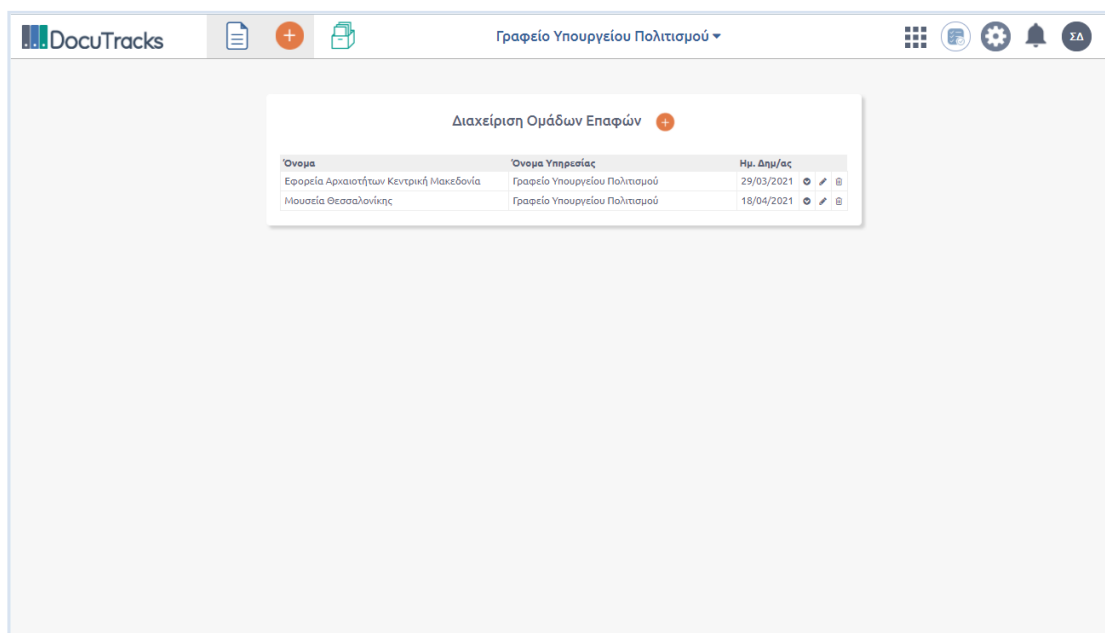 DocuTracks Γραφείο Υπουργείου Πολιτισμού ΣΔ
Διαχείριση Ομάδων Επαφών
Όνομα Όνομα Υπηρεσίας Ημ. Δημ/ας
Εφορεία Αρχαιοτήτων Κεντρική Μακεδονία Γραφείο Υπουργείου Πολιτισμού 29/03/2021
Μουσεία Θεσσαλονίκης Γραφείο Υπουργείου Πολιτισμού 18/04/2021